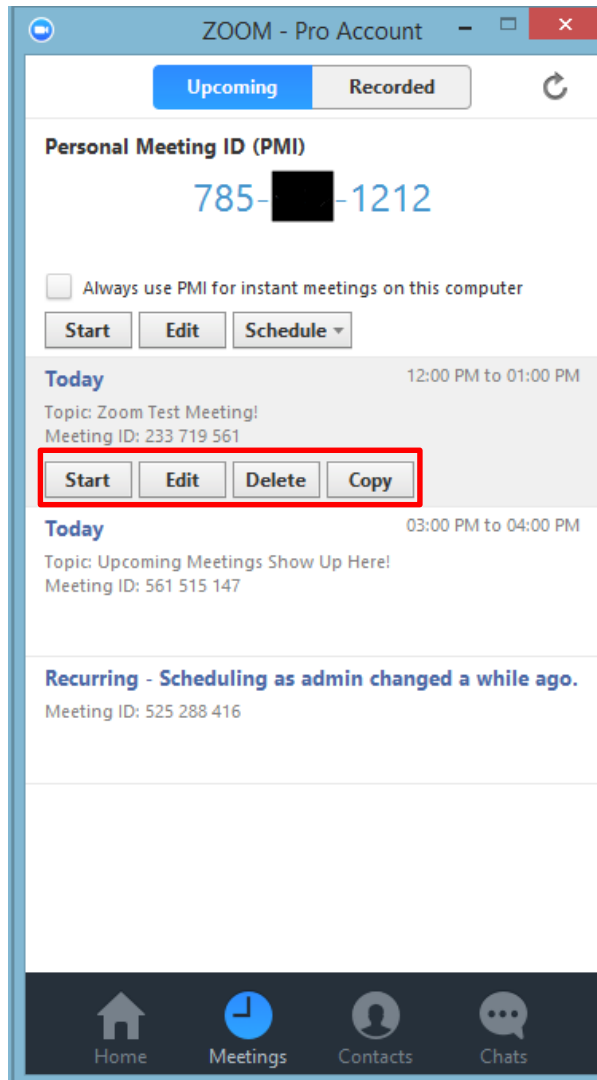 ZOOM - Pro Account
Upcoming Recorded
Personal Meeting ID (PMI)
785- -1212
Always use PMI for instant meetings on this computer
Start Edit Schedule
Today 12:00 PM to 01:00 PM
Topic: Zoom Test Meeting!
Meeting ID: 233 719 561
Start Edit Delete Copy
Today 03:00 PM to 04:00 PM
Topic: Upcoming Meetings Show Up Here!
Meeting ID: 561 515 147
Recurring - Scheduling as admin changed a while ago.
Meeting ID: 525 288 416
Home Meetings Contacts Chats